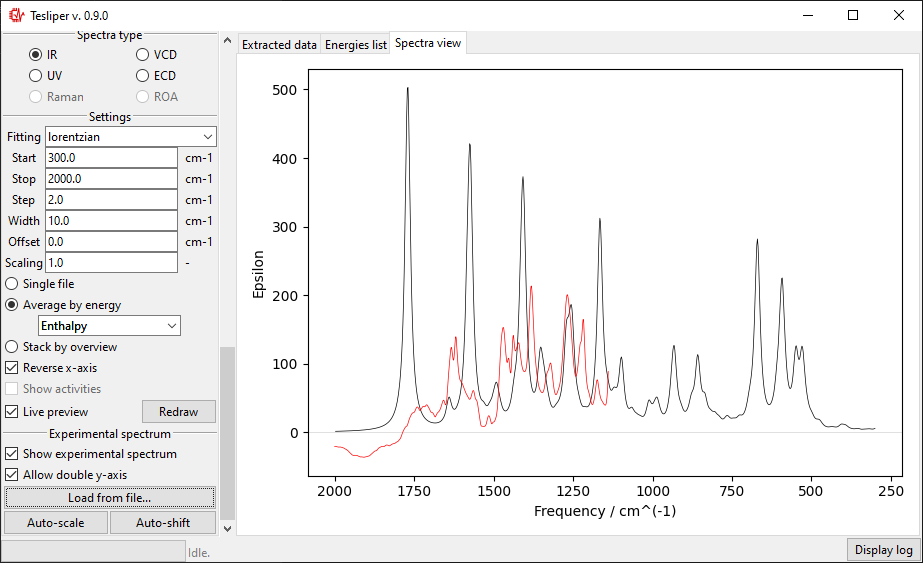 Tesliper v. 0.9.0
Spectra type
IR
VCD
UV
ECD
Raman
ROA
Settings
Fitting lorentzian
Start 300.0 cm-1
Stop 2000.0 cm-1
Step 2.0 cm-1
Width 10.0 cm-1
Offset 0.0 cm-1
Scaling 1.0 -
Single file
Average by energy
Enthalpy
Stack by overview
Reverse x-axis
Show activities
Live preview Redraw
Experimental spectrum
Show experimental spectrum
Allow double y-axis
Load from file...
Auto-scale Auto-shift
Idle.
Extracted data Energies list Spectra view
500
400
300
200
100
0
Epsilon
2000 1750 1500 1250 1000 750 500 250
Frequency / cm^(-1)
Display log